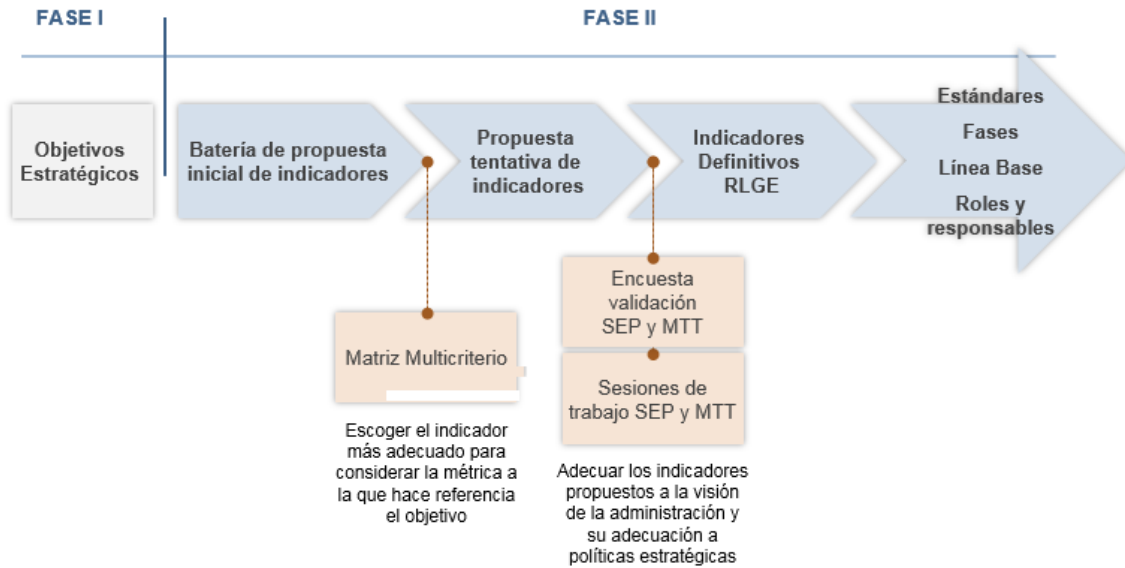 FASE I
FASE II
Objetivos
Estratégicos
Batería de propuesta
inicial de indicadores
Propuesta
tentativa de
indicadores
Indicadores
Definitivos
RLGE
Estándares
Fases
Línea Base
Roles y
responsables
Matriz Multicriterio
Escoger el indicador
más adecuado para
considerar la métrica a
la que hace referencia
el objetivo
Encuesta
validación
SEP y MTT
Sesiones de
trabajo SEP y MTT
Adecuar los indicadores
propuestos a la visión
de la administración y
su adecuación a
políticas estratégicas